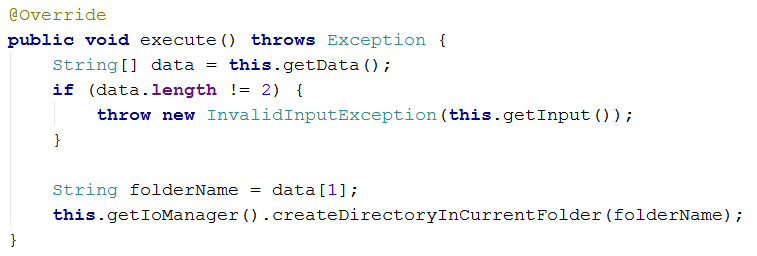 @Override
public void execute() throws Exception {
    String[] data = this.getData();
    if (data.length != 2) {
        throw new InvalidInputException(this.getInput());
    }

    String folderName = data[1];
    this.getIoManager().createDirectoryInCurrentFolder(folderName);
}